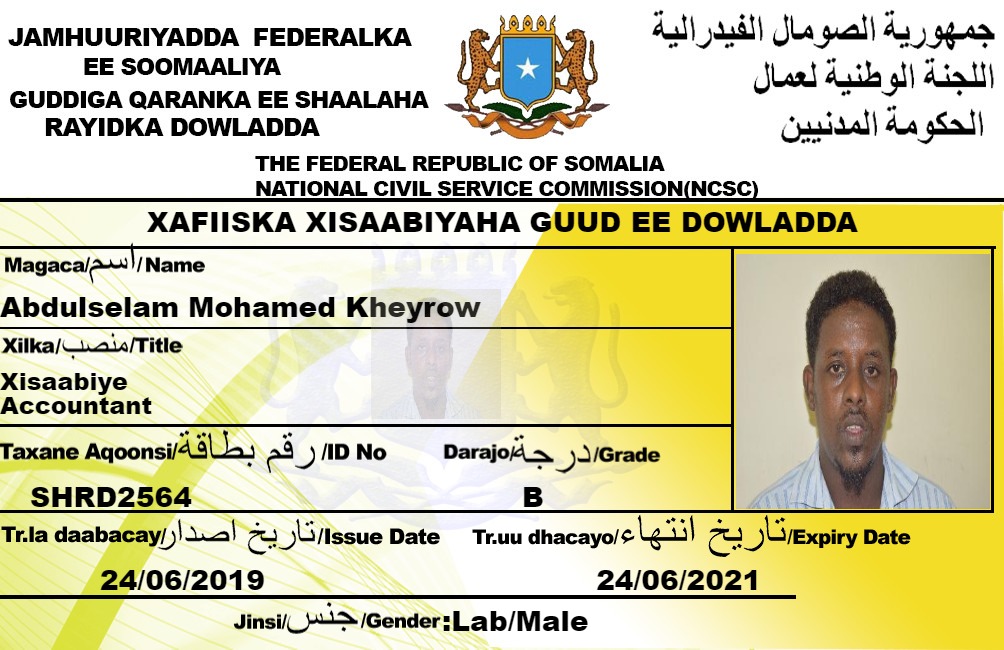 JAMHUURIYADDA FEDERALKA
EE SOOMAALIYA
GUDDIGA QARANKA EE SHAALAHA
RAYIDKA DOWLADDA
جمهورية الصومال الفيدرالية
اللجنة الوطنية لعمال
الحكومة المدنيين
THE FEDERAL REPUBLIC OF SOMALIA
NATIONAL CIVIL SERVICE COMMISSION(NCSC)
XAFIISKA XISAABIYAHA GUUD EE DOWLADDA
Magaca/اسم/Name
Abdulselam Mohamed Kheyrow
Xilka/منصب/Title
Xisaabiye
Accountant
Taxane Aqoonsi/رقم بطاقة/ID No
Darajo/درجة/Grade
SHRD2564
B
Tr.la daabacay/تاريخ اصدار/Issue Date
Tr.uu dhacayo/تاريخ انتهاء/Expiry Date
24/06/2019
24/06/2021
Jinsi/جنس/Gender:Lab/Male